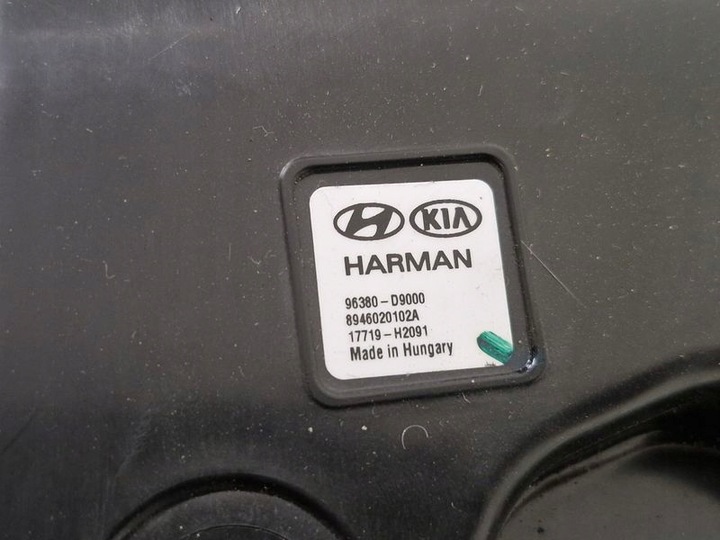 KIA
HARMAN
96380-D9000
8946020102A
17719-H2091
Made in Hungary